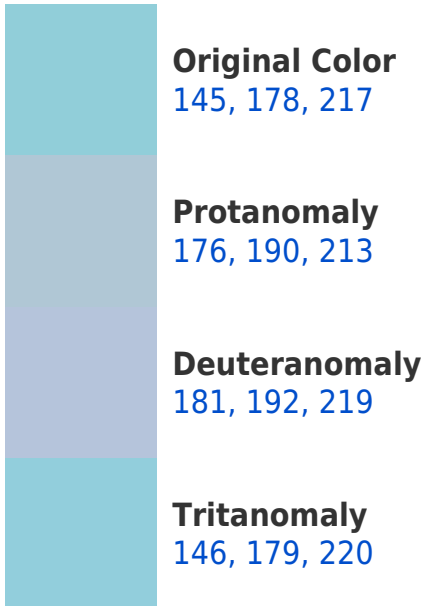 Original Color
145, 178, 217
Protanomaly
176, 190, 213
Deuteranomaly
181, 192, 219
Tritanomaly
146, 179, 220